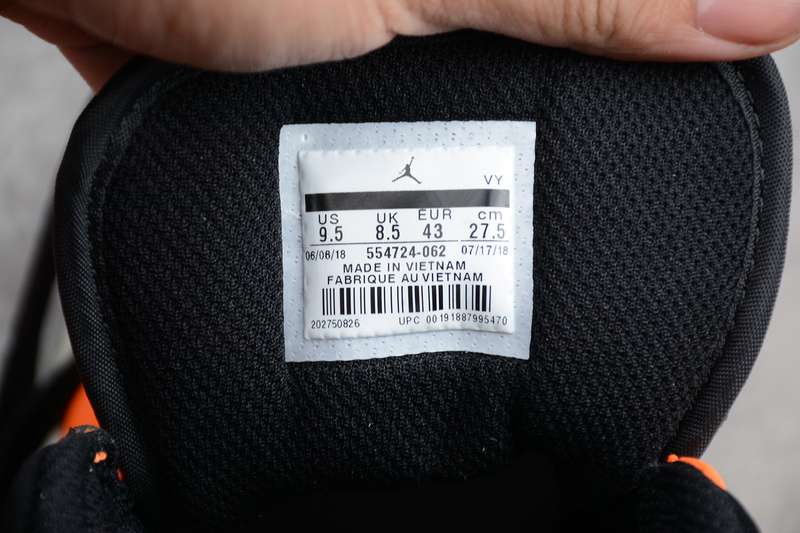 VY
US UK EUR cm
9.5 8.5 43 27.5
06/06/18 554724-062 07/17/18
MADE IN VIETNAM
FABRIQUE AU VIETNAM
202750826 UPC 00191887995470